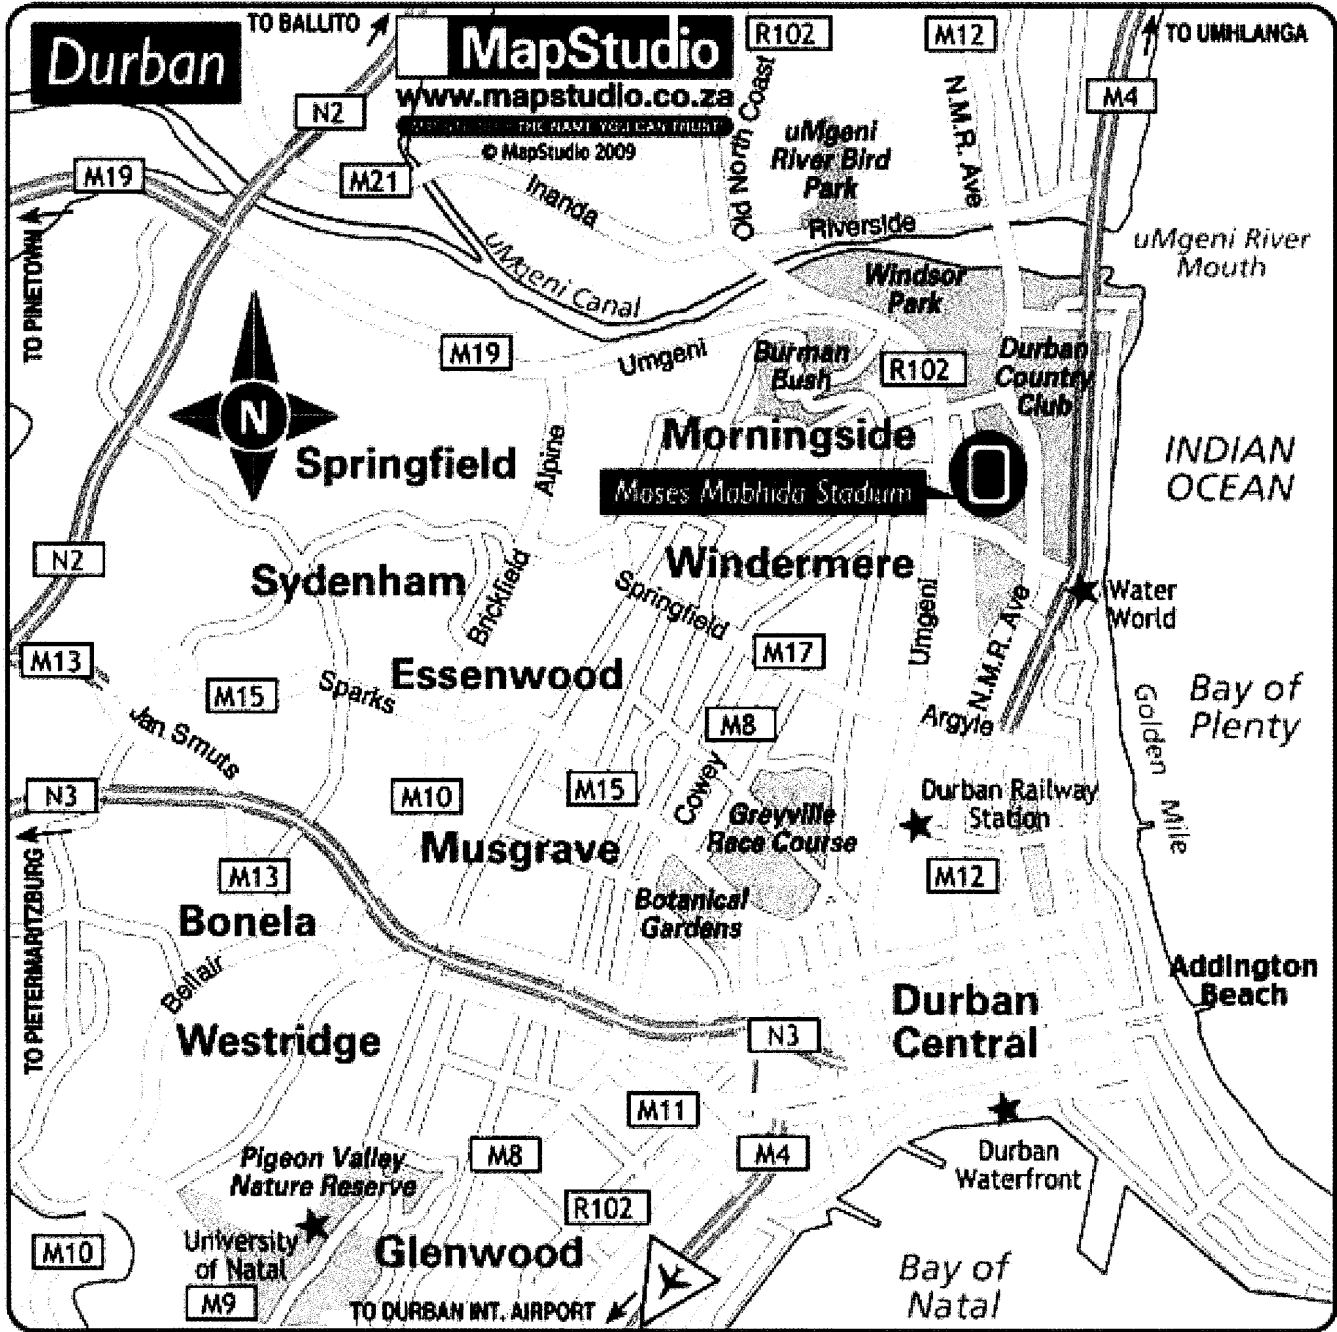 Durban
TO BALLITO
MapStudio
www.mapstudio.co.za
THE NAME YOU CAN TRUST
© MapStudio 2009
R102
M12
TO UMHLANGA
N2
M4
M19
M21
Inanda
Old North Coast
uMgeni
River Bird
Park
N.M.R. Ave
Riverside
TO PINETOWN
uMgeni Canal
uMgeni River
Mouth
Windsor
Park
N
M19
Umgeni
Burman
Bush
R102
Durban
Country
Club
Springfield
Alpine
Morningside
Moses Mabhida Stadium
INDIAN
OCEAN
N2
Sydenham
Brickfield
Springfield
Windermere
Umgeni
N.M.R. Ave
Water
World
M13
M15
Sparks
Essenwood
M17
M8
Argyle
Golden Mile
Bay of
Plenty
Jan Smuts
N3
M10
M15
Cowey
Greyville
Race Course
Durban Railway
Station
M12
Musgrave
M13
Bonela
Botanical
Gardens
TO PIETERMARITZBURG
Bellair
Westridge
Durban
Central
Addington
Beach
N3
M11
M4
Pigeon Valley
Nature Reserve
M8
R102
Durban
Waterfront
M10
University
of Natal
M9
Glenwood
TO DURBAN INT. AIRPORT
Bay of
Natal